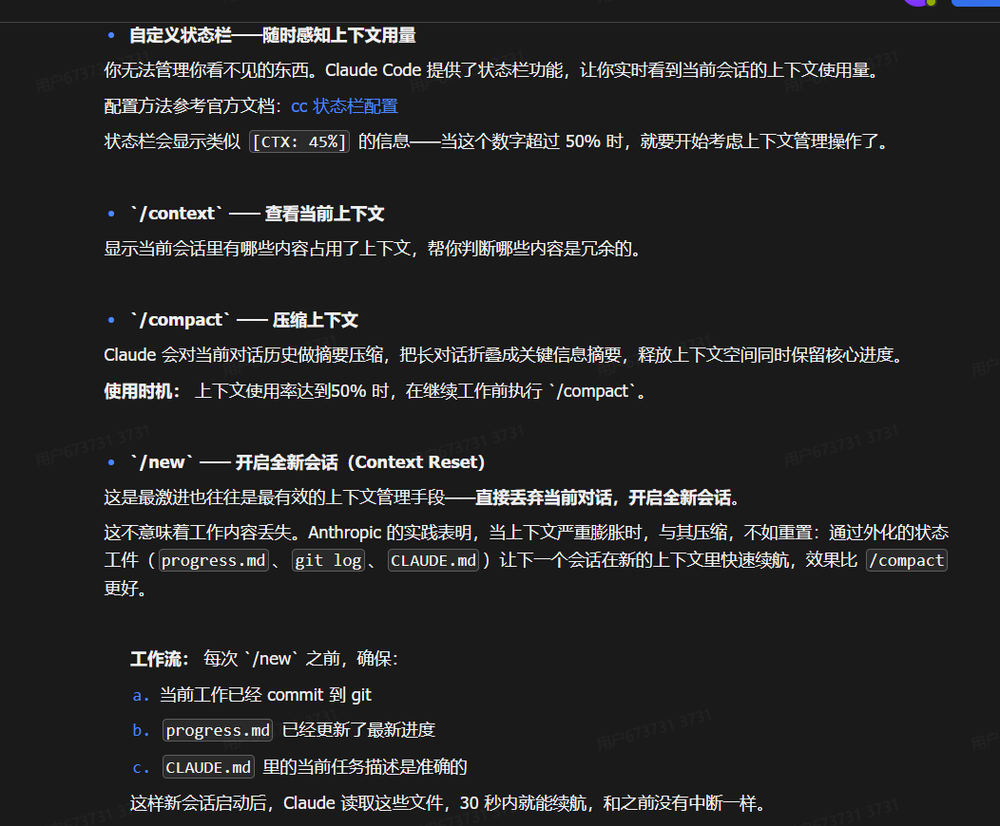 • 自定义状态栏——随时感知上下文用量
你无法管理你看不见的东西。Claude Code 提供了状态栏功能，让你实时看到当前会话的上下文使用量。
配置方法参考官方文档：cc 状态栏配置
状态栏会显示类似 [CTX: 45%] 的信息——当这个数字超过 50% 时，就要开始考虑上下文管理操作了。
• `/context` —— 查看当前上下文
显示当前会话里有哪些内容占用了上下文，帮你判断哪些内容是冗余的。
• `/compact` —— 压缩上下文
Claude 会对当前对话历史做摘要压缩，把长对话折叠成关键信息摘要，释放上下文空间同时保留核心进度。
使用时机： 上下文使用率达到50% 时，在继续工作前执行 `/compact`。
• `/new` —— 开启全新会话（Context Reset）
这是最激进也往往是最有效的上下文管理手段——直接丢弃当前对话，开启全新会话。
这不意味着工作内容丢失。Anthropic 的实践表明，当上下文严重膨胀时，与其压缩，不如重置：通过外化的状态
工件（progress.md、git log、CLAUDE.md）让下一个会话在新的上下文里快速续航，效果比 /compact
更好。
工作流： 每次 `/new` 之前，确保：
a. 当前工作已经 commit 到 git
b. progress.md 已经更新了最新进度
c. CLAUDE.md 里的当前任务描述是准确的
这样新会话启动后，Claude 读取这些文件，30 秒内就能续航，和之前没有中断一样。
用户673731 3731